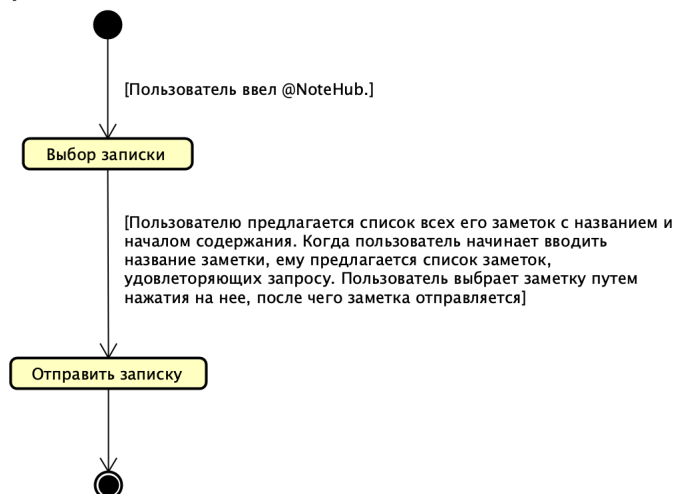 [Пользователь ввел @NoteHub.]
Выбор записки
[Пользователю предлагается список всех его заметок с названием и
началом содержания. Когда пользователь начинает вводить
название заметки, ему предлагается список заметок,
удовлеторяющих запросу. Пользователь выбрает заметку путем
нажатия на нее, после чего заметка отправляется]
Отправить записку